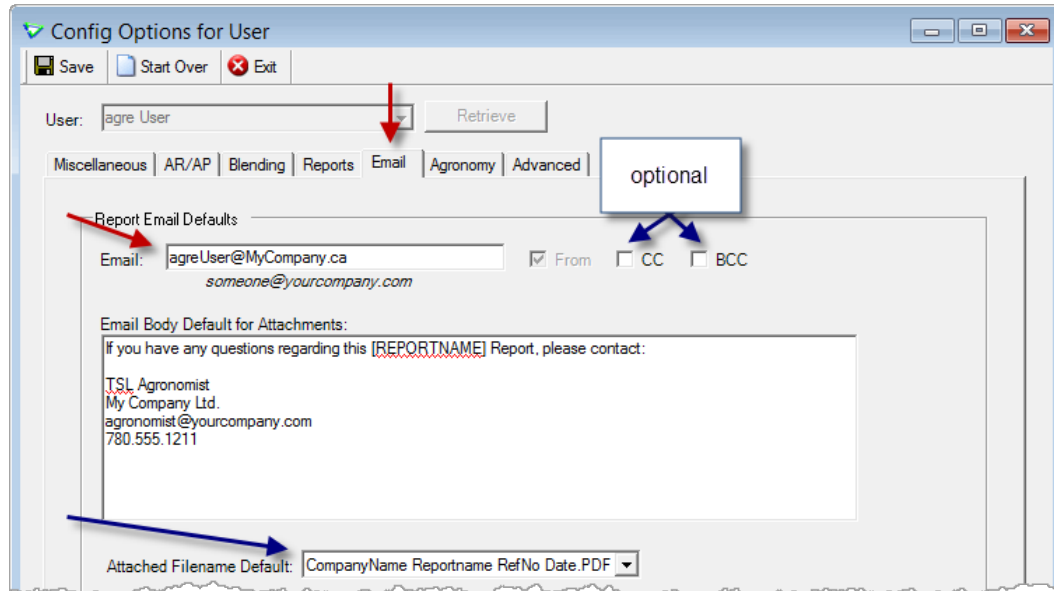 Config Options for User
Save Start Over Exit
User: agre User Retrieve
Miscellaneous AR/AP Blending Reports Email Agronomy Advanced
optional
Report Email Defaults
Email: agreUser@MyCompany.ca From CC BCC
someone@yourcompany.com
Email Body Default for Attachments:
If you have any questions regarding this [REPORTNAME] Report, please contact:
TSL Agronomist
My Company Ltd.
agronomist@yourcompany.com
780.555.1211
Attached Filename Default: CompanyName Reportname RefNo Date.PDF